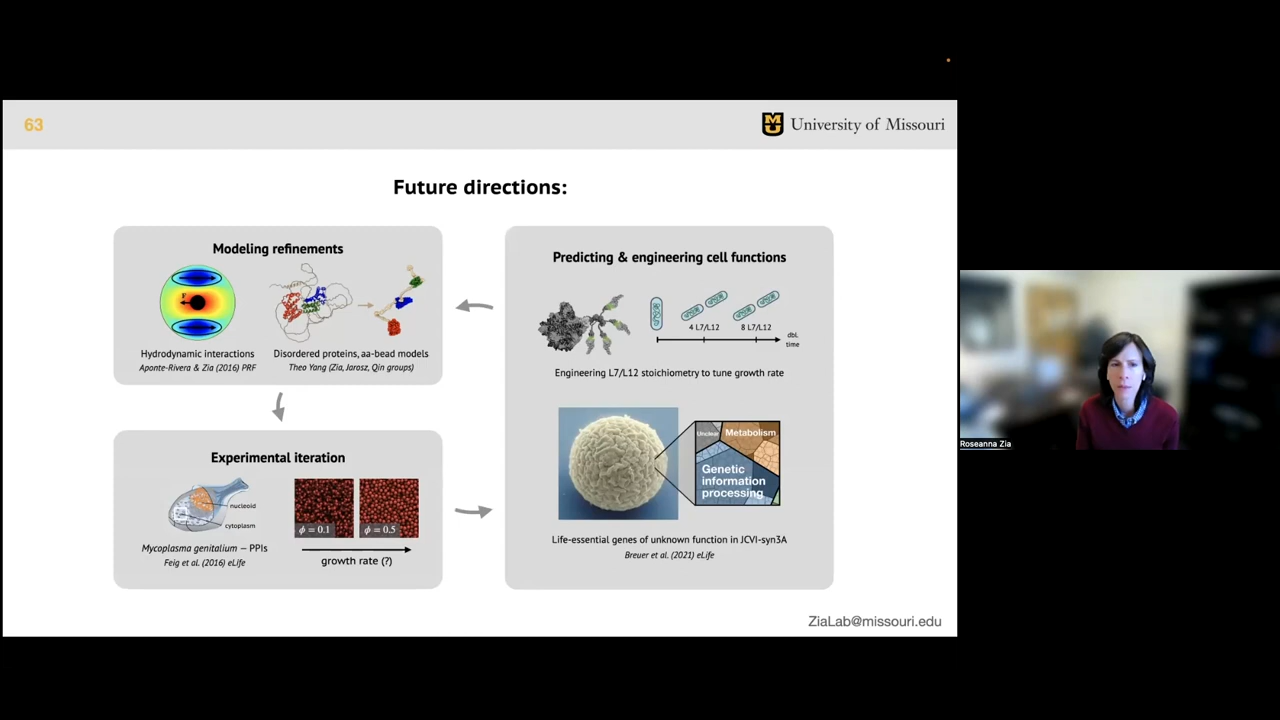 63
University of Missouri
Future directions:
Modeling refinements
Hydrodynamic interactions
Aponte-Rivera & Zia (2016) PRF
Disordered proteins, aa-bead models
Theo Yang (Zia, Jarosz, Qin groups)
Experimental iteration
nucleoid
cytoplasm
Mycoplasma genitalium — PPIs
Feig et al. (2016) eLife
ϕ = 0.1
ϕ = 0.5
growth rate (?)
Predicting & engineering cell functions
4 L7/L12
8 L7/L12
dbl.
time
Engineering L7/L12 stoichiometry to tune growth rate
Unclear
Metabolism
Genetic
information
processing
Life-essential genes of unknown function in JCVI-syn3A
Breuer et al. (2021) eLife
ZiaLab@missouri.edu
Roseanna Zia